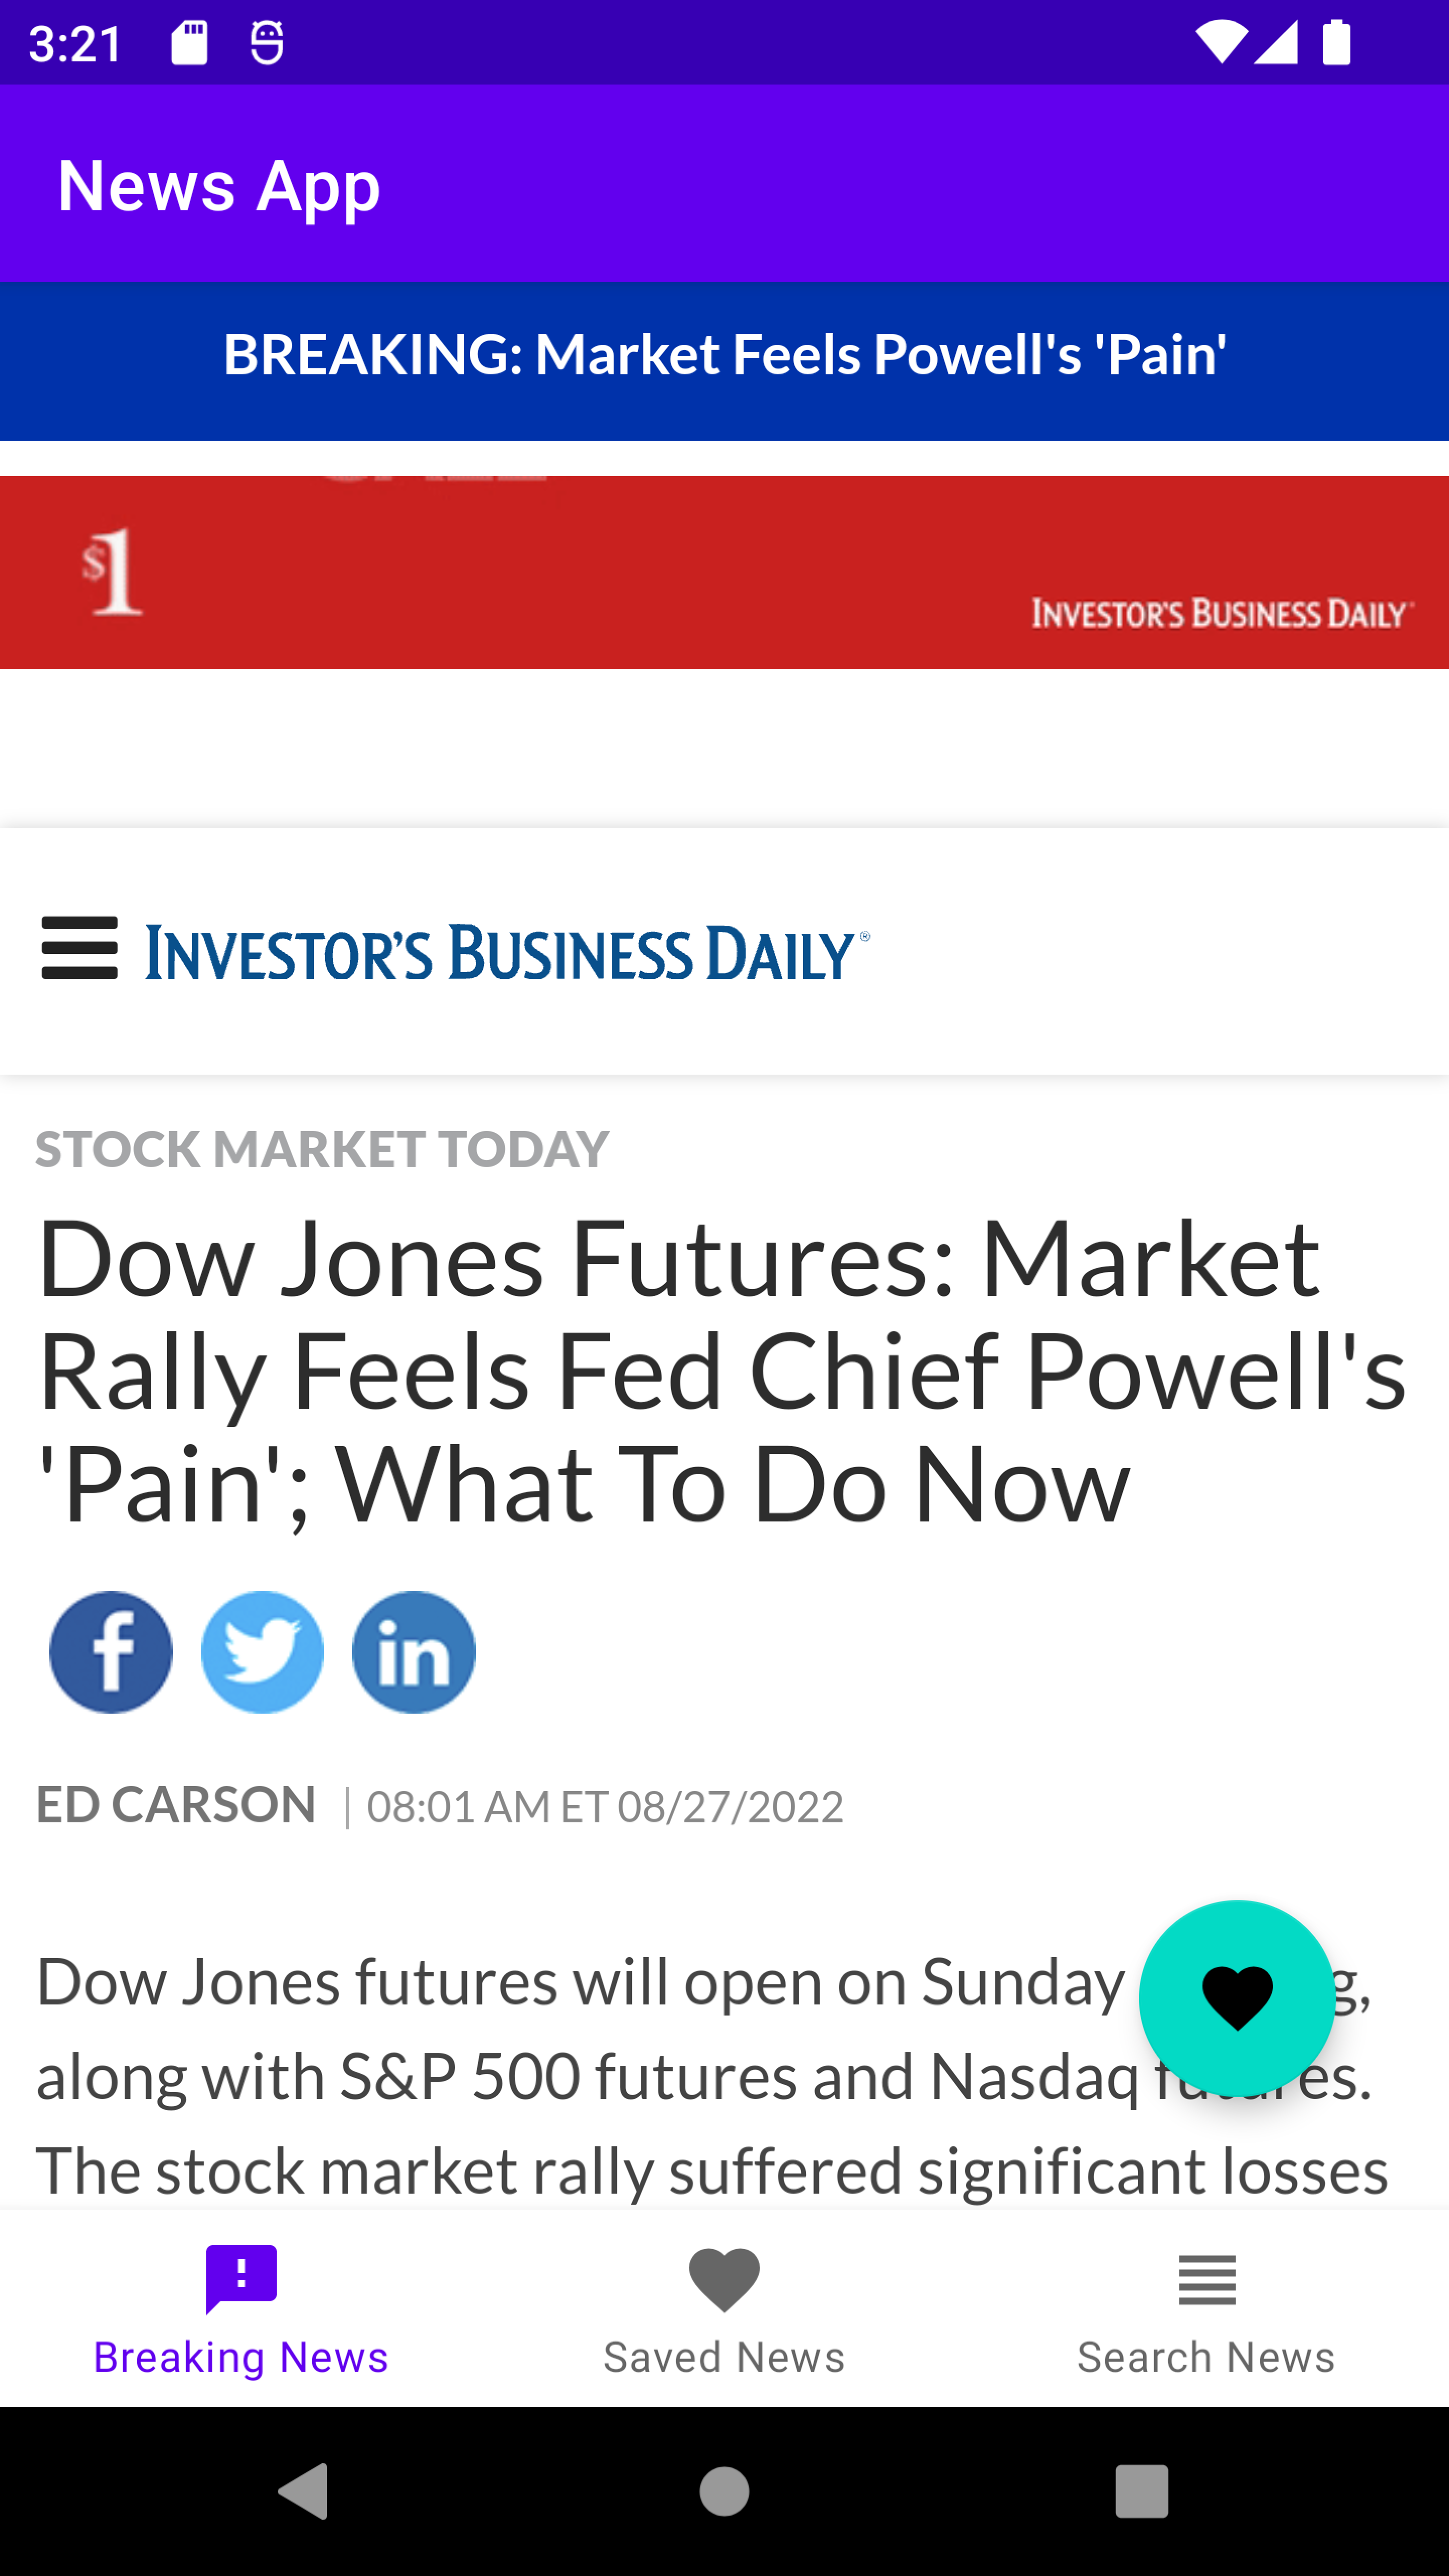 3:21
News App
BREAKING: Market Feels Powell's 'Pain'
$1
INVESTOR'S BUSINESS DAILY
INVESTOR'S BUSINESS DAILY®
STOCK MARKET TODAY
Dow Jones Futures: Market
Rally Feels Fed Chief Powell's
'Pain'; What To Do Now
f
in
ED CARSON | 08:01 AM ET 08/27/2022
Dow Jones futures will open on Sunday
along with S&P 500 futures and Nasdaq
The stock market rally suffered significant losses
Breaking News
Saved News
Search News